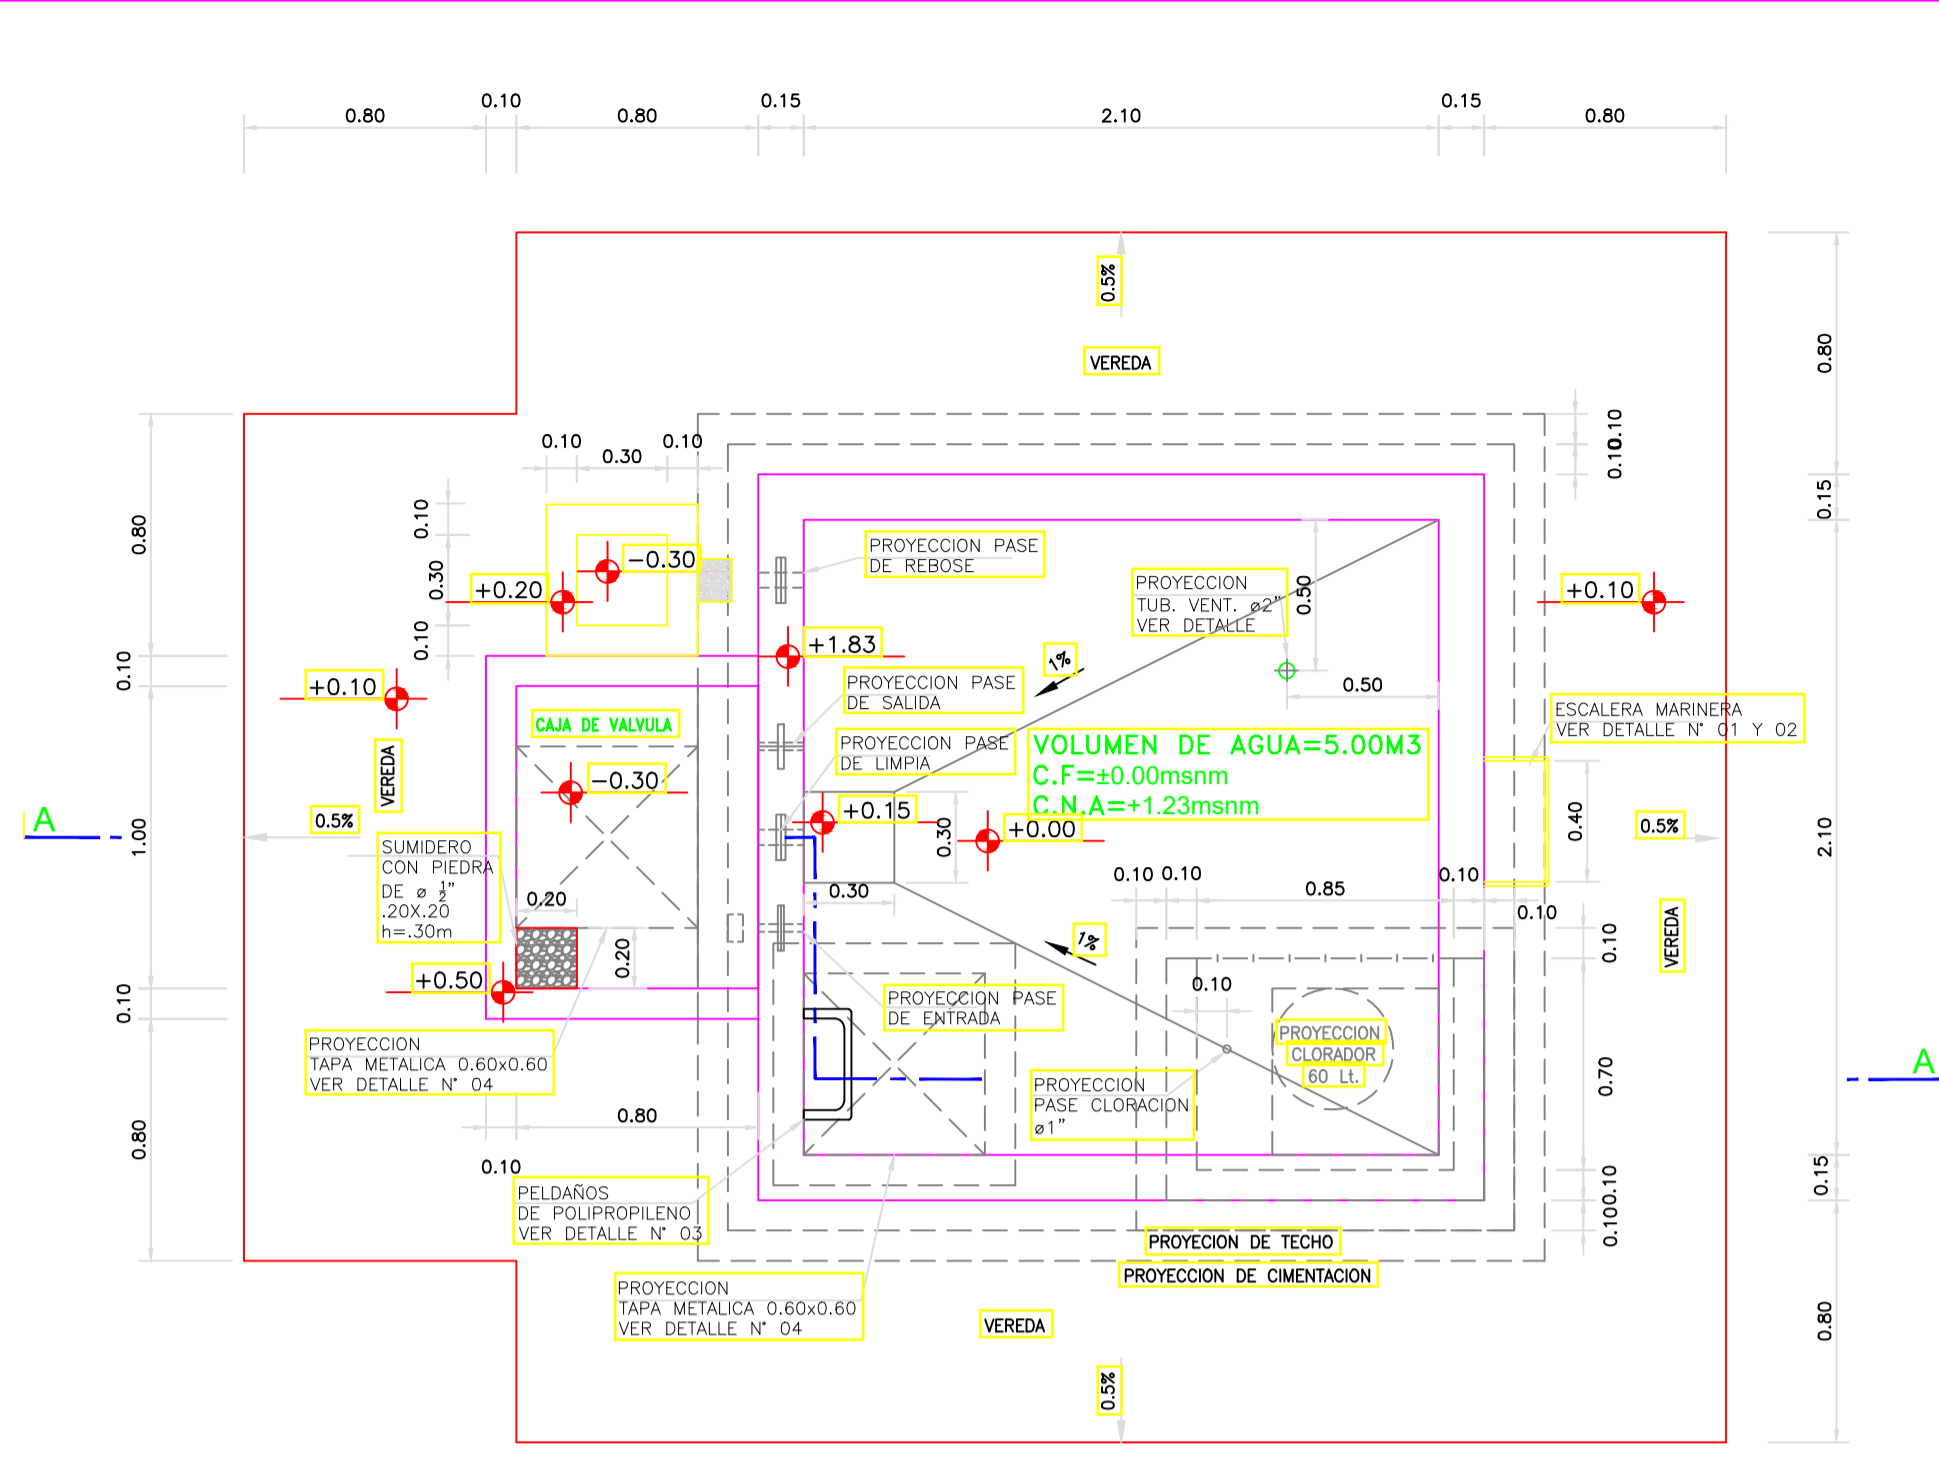 0.80
0.10
0.80
0.15
2.10
0.15
0.80
0.5%
VEREDA
0.80
0.10
0.10
0.15
0.10
0.30
0.10
0.80
0.10
0.30
0.10
−0.30
+0.20
PROYECCION PASE
DE REBOSE
PROYECCION
TUB. VENT. ø2"
VER DETALLE
0.50
+0.10
+1.83
0.10
+0.10
PROYECCION PASE
DE SALIDA
1%
0.50
CAJA DE VALVULA
ESCALERA MARINERA
VER DETALLE N° 01 Y 02
PROYECCION PASE
DE LIMPIA
VOLUMEN DE AGUA=5.00M3
C.F=±0.00msnm
C.N.A=+1.23msnm
VEREDA
−0.30
A
0.5%
+0.15
+0.00
0.30
0.40
0.5%
1.00
2.10
SUMIDERO
CON PIEDRA
DE ø 1/2"
.20X.20
h=.30m
0.20
0.30
0.10
0.10
0.85
0.10
0.10
0.20
1%
0.10
VEREDA
+0.50
0.10
0.10
PROYECCION PASE
DE ENTRADA
PROYECCION
CLORADOR
60 Lt.
PROYECCION
TAPA METALICA 0.60x0.60
VER DETALLE N° 04
PROYECCION
PASE CLORACION
ø1"
0.70
A
0.80
0.80
0.10
0.15
PELDAÑOS
DE POLIPROPILENO
VER DETALLE N° 03
0.10
0.10
PROYECION DE TECHO
PROYECCION DE CIMENTACION
PROYECCION
TAPA METALICA 0.60x0.60
VER DETALLE N° 04
VEREDA
0.80
0.5%